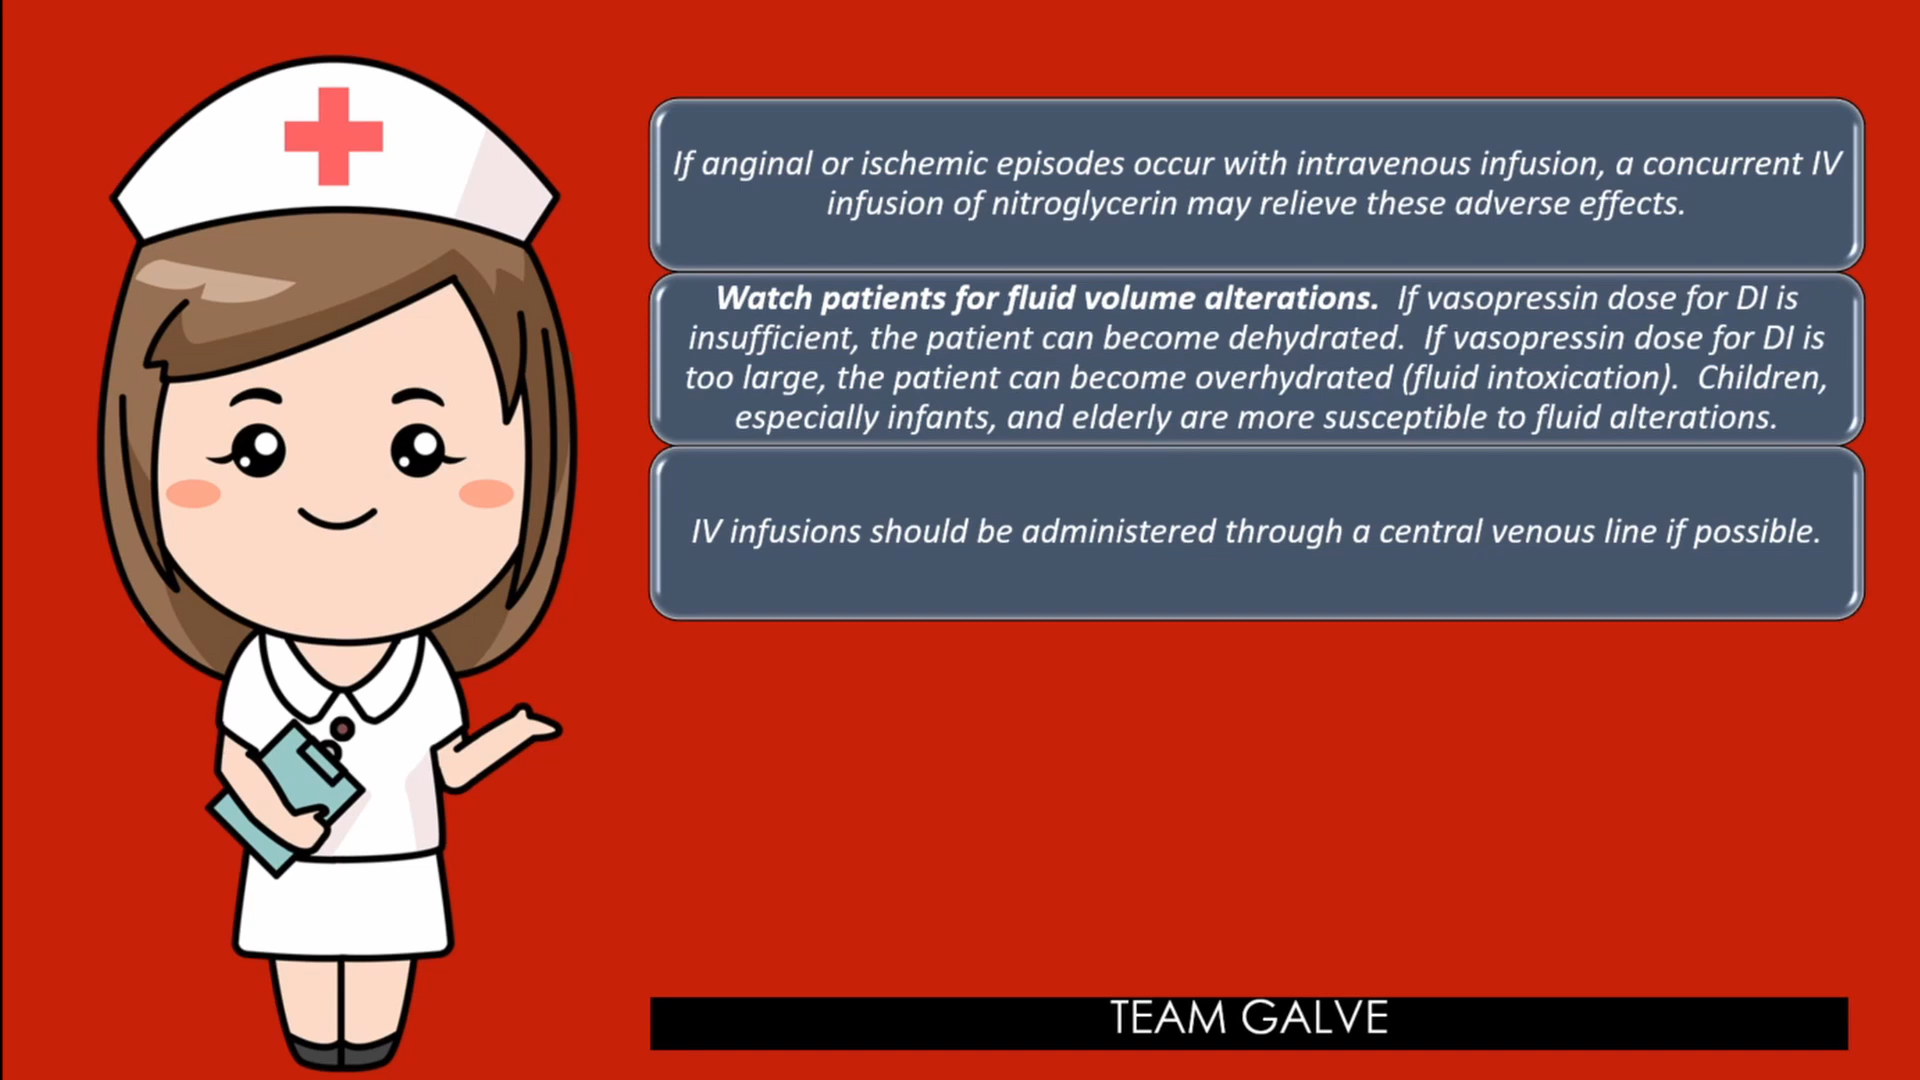 If anginal or ischemic episodes occur with intravenous infusion, a concurrent IV
infusion of nitroglycerin may relieve these adverse effects.
Watch patients for fluid volume alterations.  If vasopressin dose for DI is
insufficient, the patient can become dehydrated.  If vasopressin dose for DI is
too large, the patient can become overhydrated (fluid intoxication).  Children,
especially infants, and elderly are more susceptible to fluid alterations.
IV infusions should be administered through a central venous line if possible.
TEAM GALVE